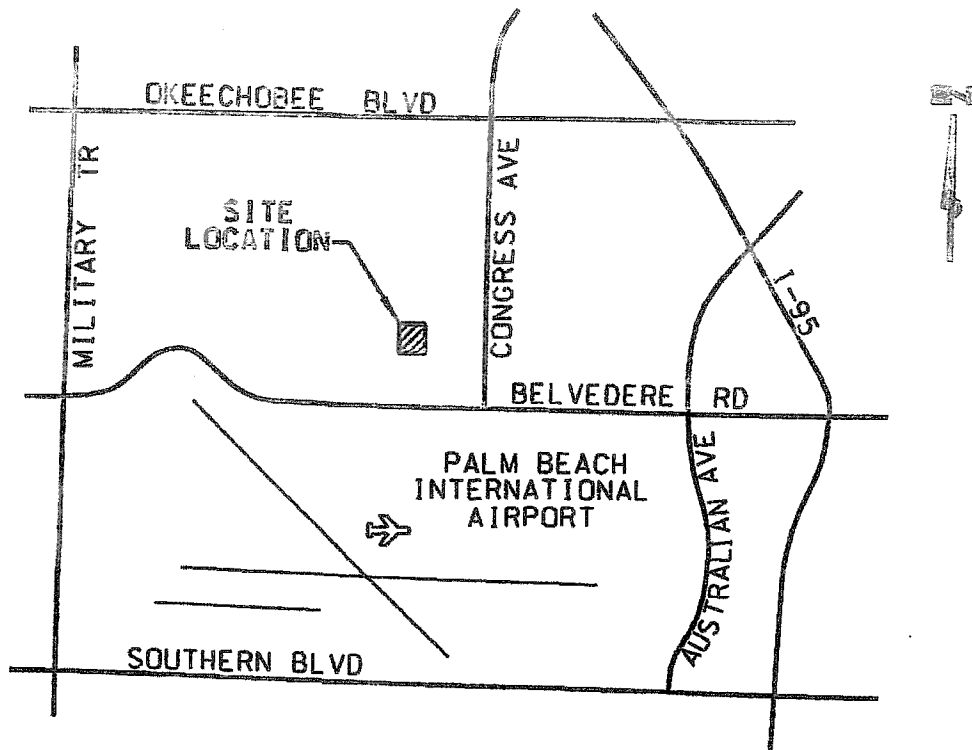 OKEECHOBEE BLVD
N
MILITARY TR
CONGRESS AVE
SITE
LOCATION
I-95
BELVEDERE RD
PALM BEACH
INTERNATIONAL
AIRPORT
AUSTRALIAN AVE
SOUTHERN BLVD